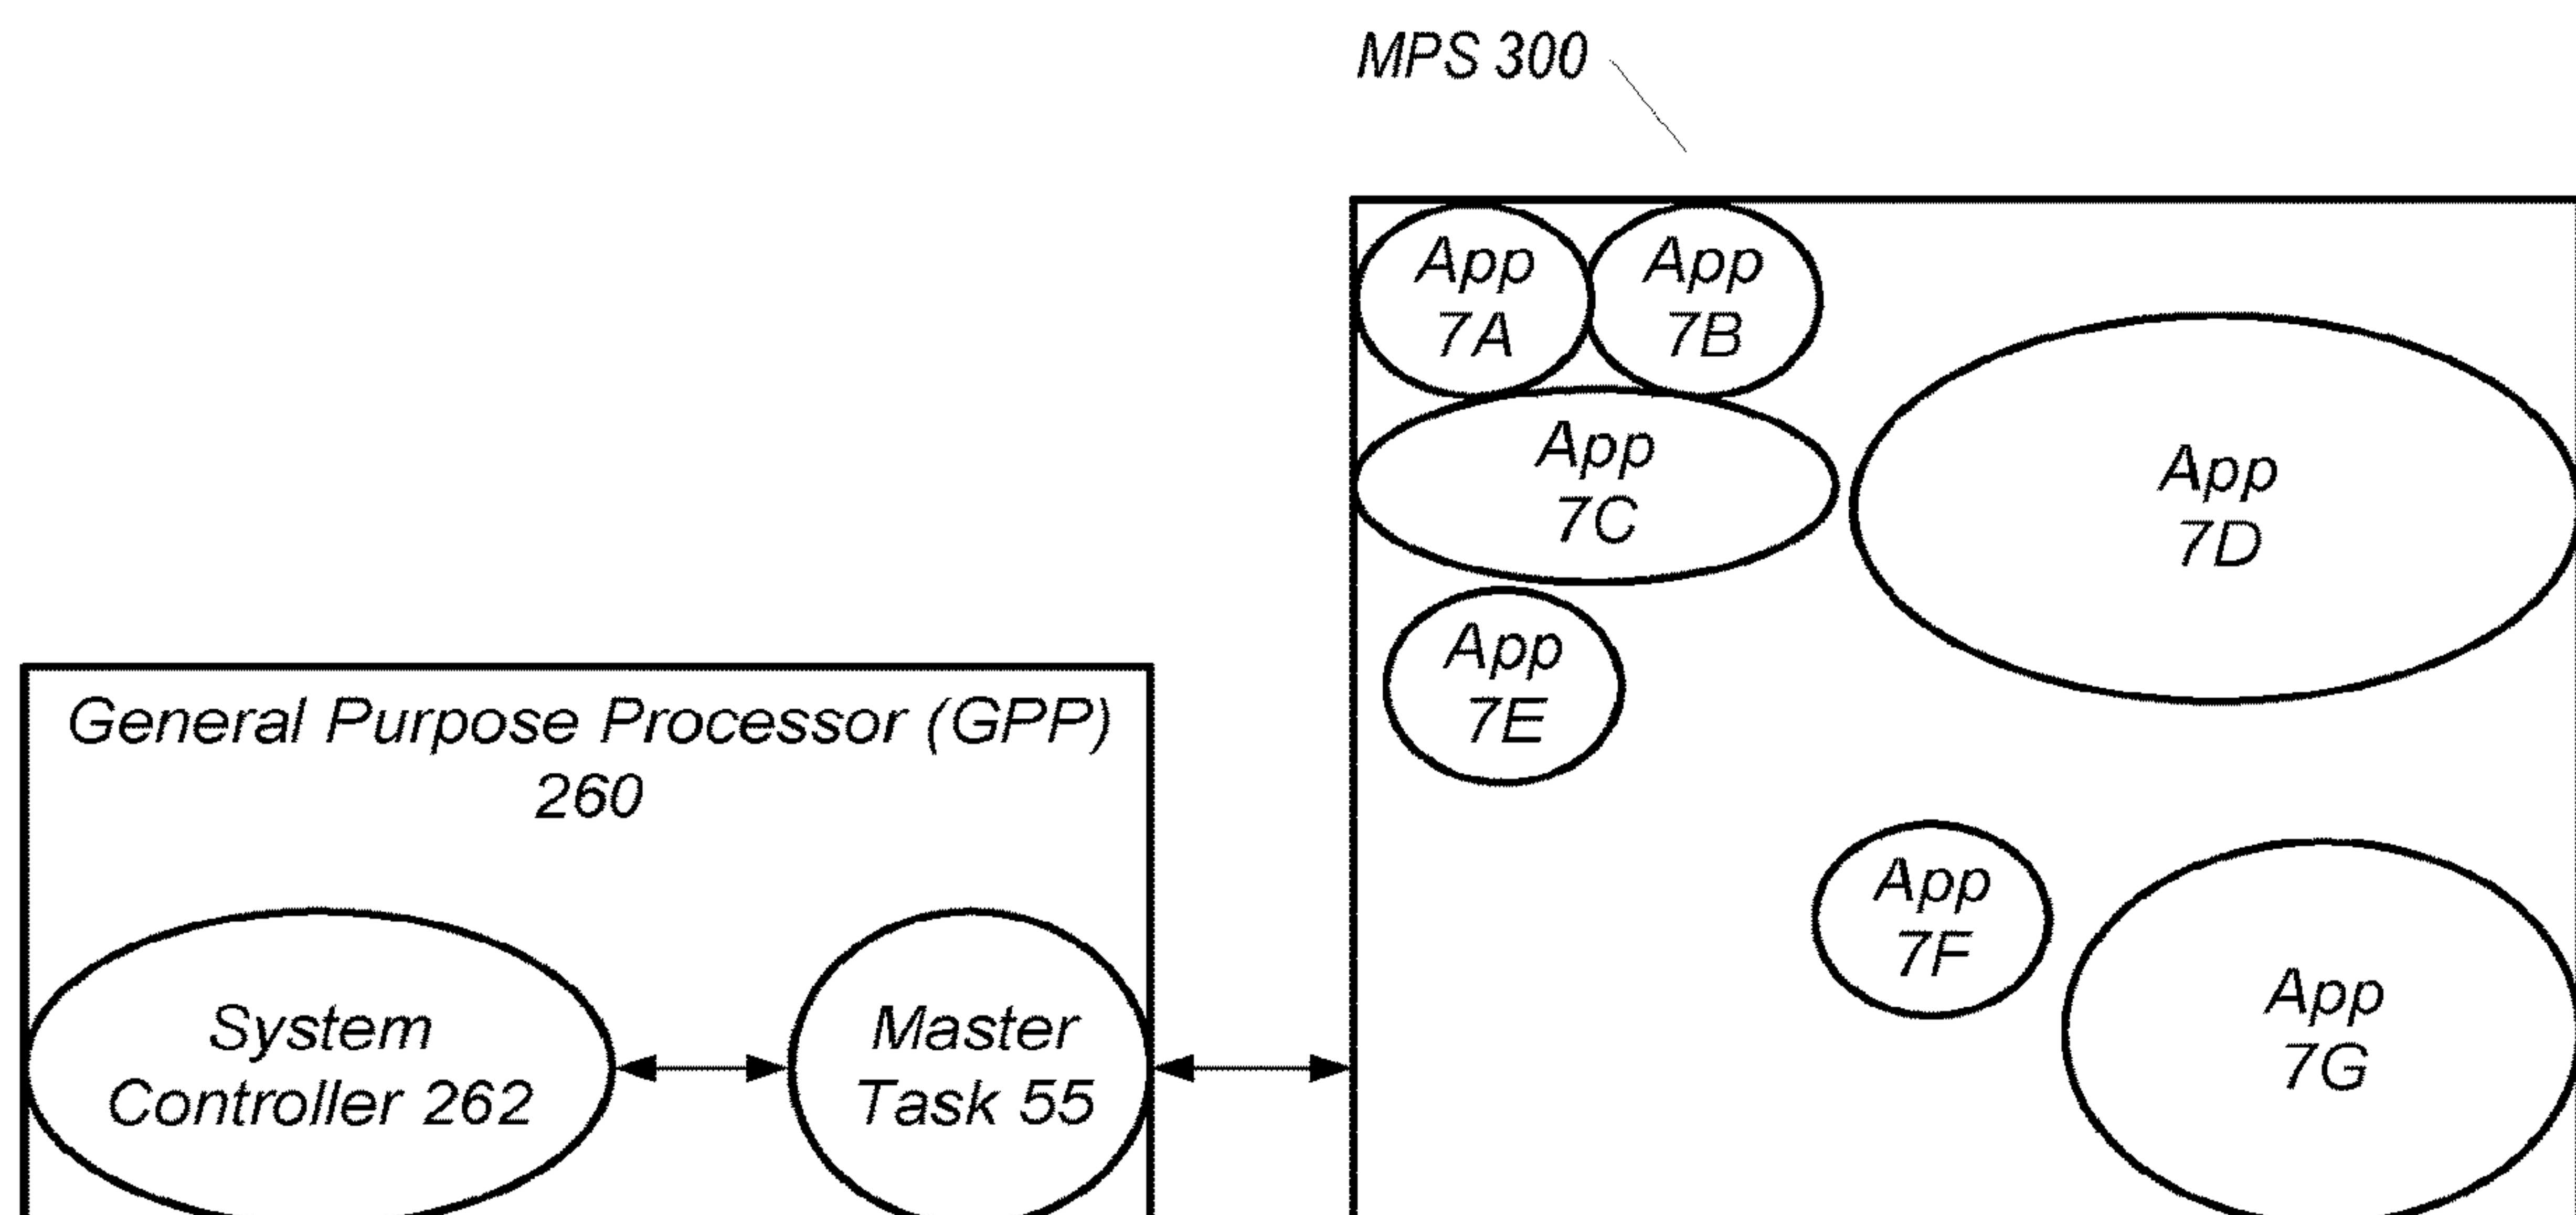 MPS 300
App
7A
App
7B
App
7C
App
7D
App
7E
General Purpose Processor (GPP)
260
App
7F
App
7G
System
Controller 262
Master
Task 55